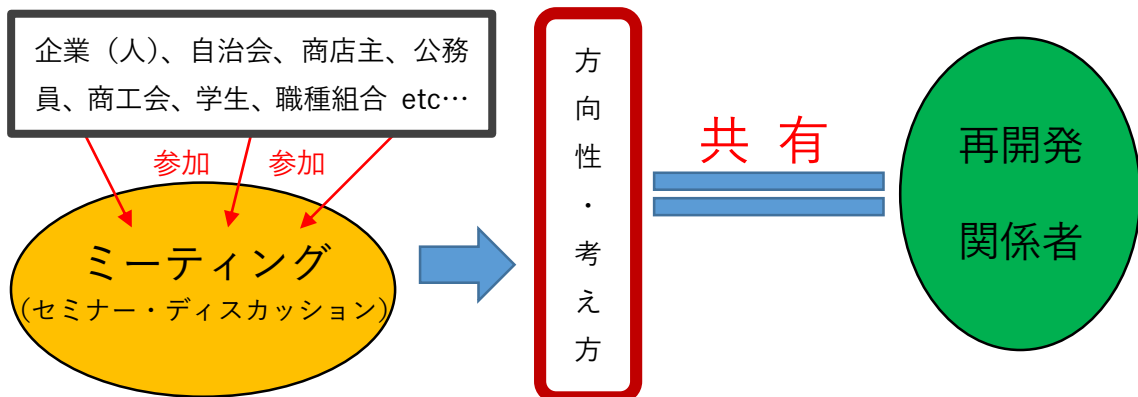 企業（人）、自治会、商店主、公務
員、商工会、学生、職種組合 etc…
参加
参加
ミーティング
(セミナー・ディスカッション)
方向性・考え方
共 有
再開発
関係者